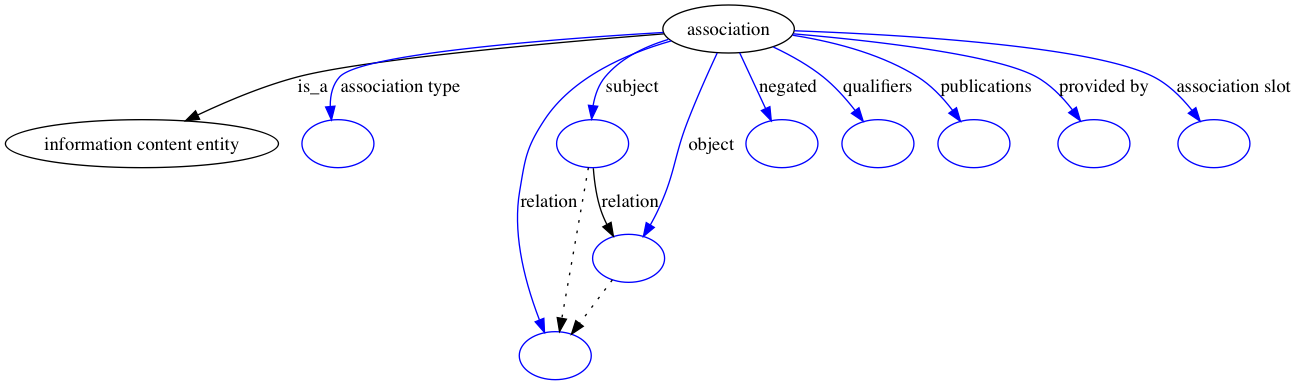 association
is_a
association type
subject
negated
qualifiers
publications
provided by
association slot
information content entity
object
relation
relation